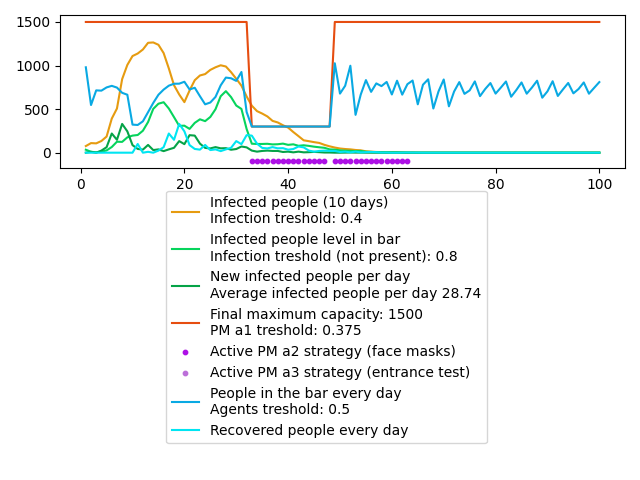 1500
1000
500
0
0 20 40 60 80 100
Infected people (10 days)
Infection treshold: 0.4
Infected people level in bar
Infection treshold (not present): 0.8
New infected people per day
Average infected people per day 28.74
Final maximum capacity: 1500
PM a1 treshold: 0.375
Active PM a2 strategy (face masks)
Active PM a3 strategy (entrance test)
People in the bar every day
Agents treshold: 0.5
Recovered people every day